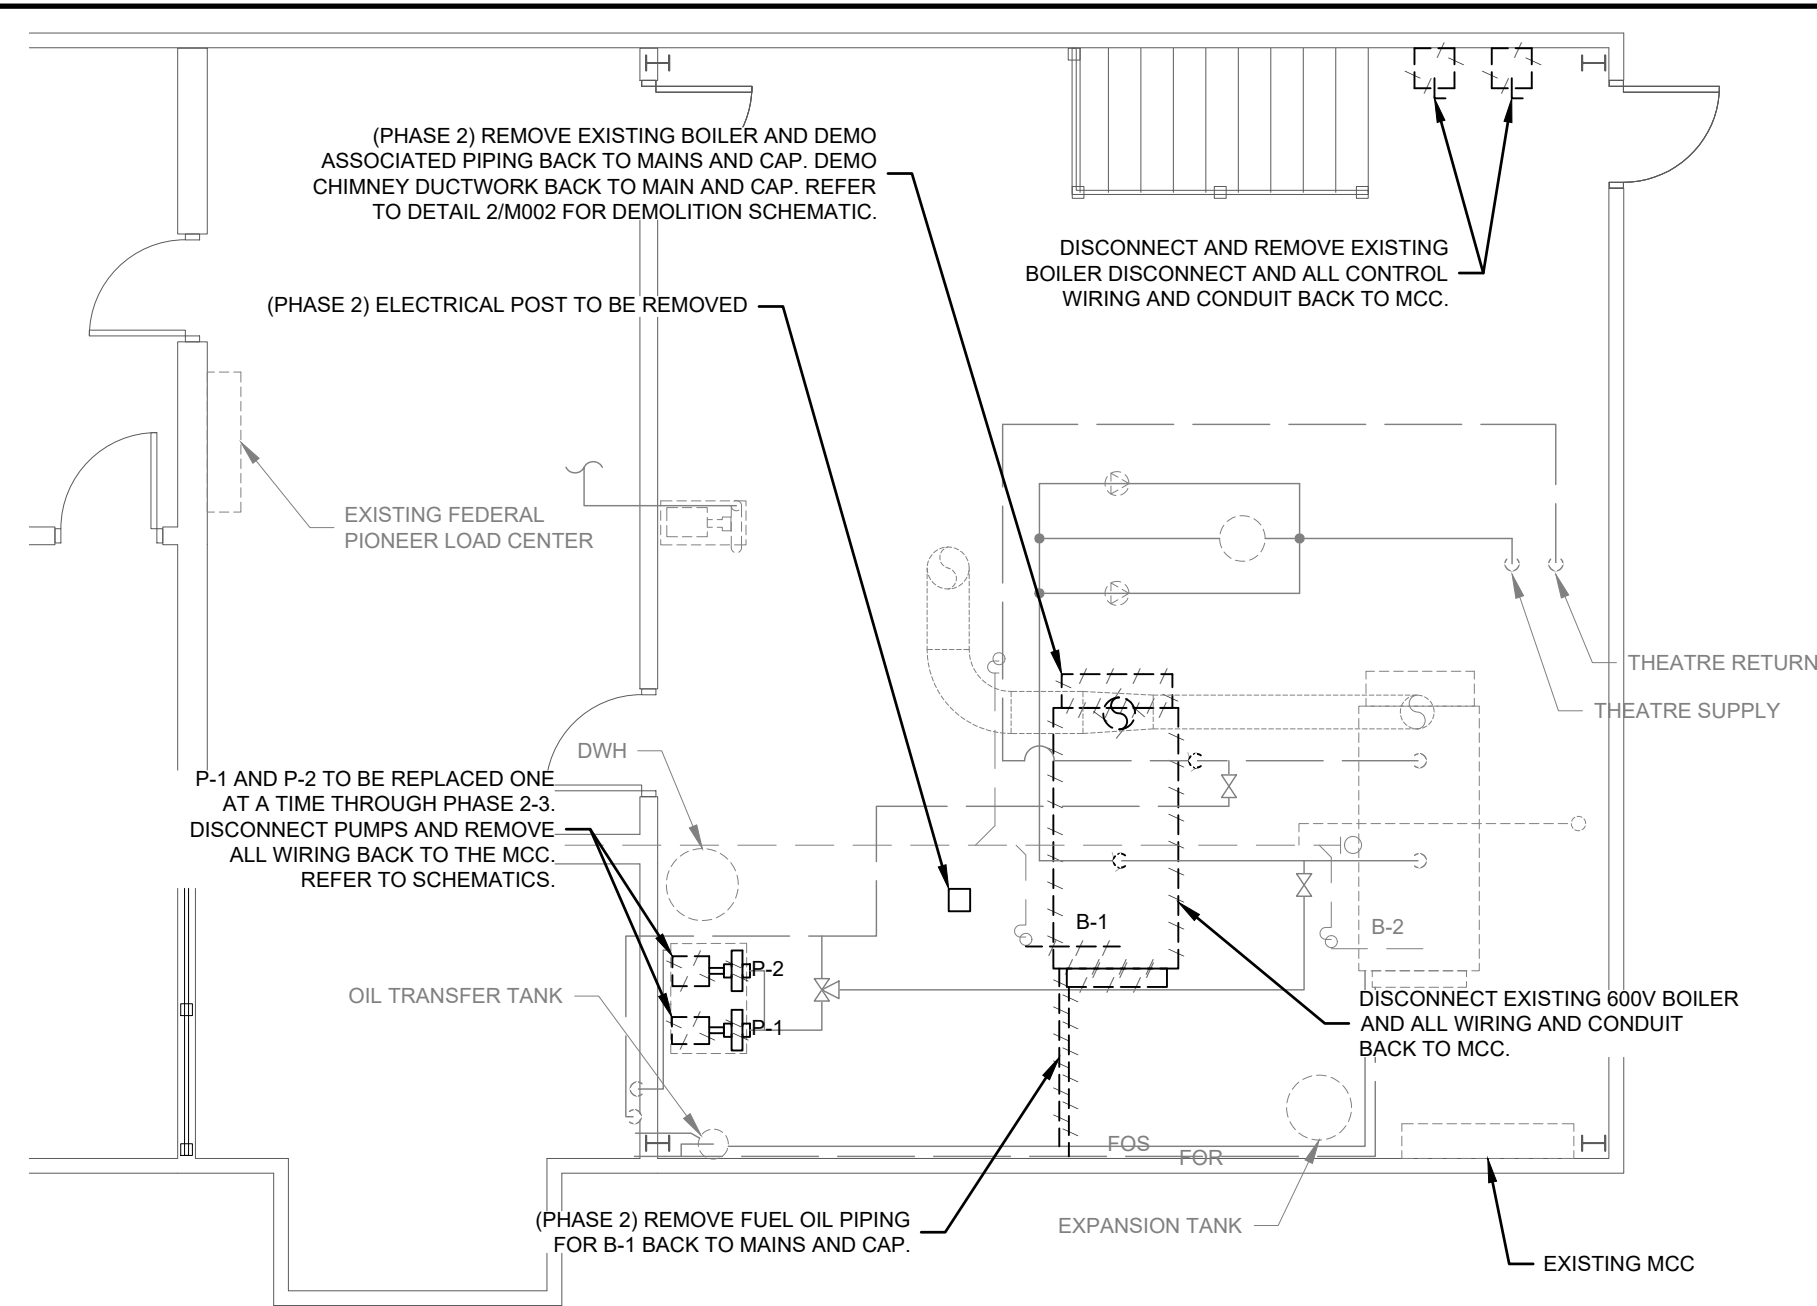 (PHASE 2) REMOVE EXISTING BOILER AND DEMO
ASSOCIATED PIPING BACK TO MAINS AND CAP. DEMO
CHIMNEY DUCTWORK BACK TO MAIN AND CAP. REFER
TO DETAIL 2/M002 FOR DEMOLITION SCHEMATIC.
DISCONNECT AND REMOVE EXISTING
BOILER DISCONNECT AND ALL CONTROL
WIRING AND CONDUIT BACK TO MCC.
(PHASE 2) ELECTRICAL POST TO BE REMOVED
EXISTING FEDERAL
PIONEER LOAD CENTER
THEATRE RETURN
THEATRE SUPPLY
DWH
P-1 AND P-2 TO BE REPLACED ONE
AT A TIME THROUGH PHASE 2-3.
DISCONNECT PUMPS AND REMOVE
ALL WIRING BACK TO THE MCC.
REFER TO SCHEMATICS.
B-1
B-2
P-2
OIL TRANSFER TANK
P-1
DISCONNECT EXISTING 600V BOILER
AND ALL WIRING AND CONDUIT
BACK TO MCC.
FOS
FOR
(PHASE 2) REMOVE FUEL OIL PIPING
FOR B-1 BACK TO MAINS AND CAP.
EXPANSION TANK
EXISTING MCC